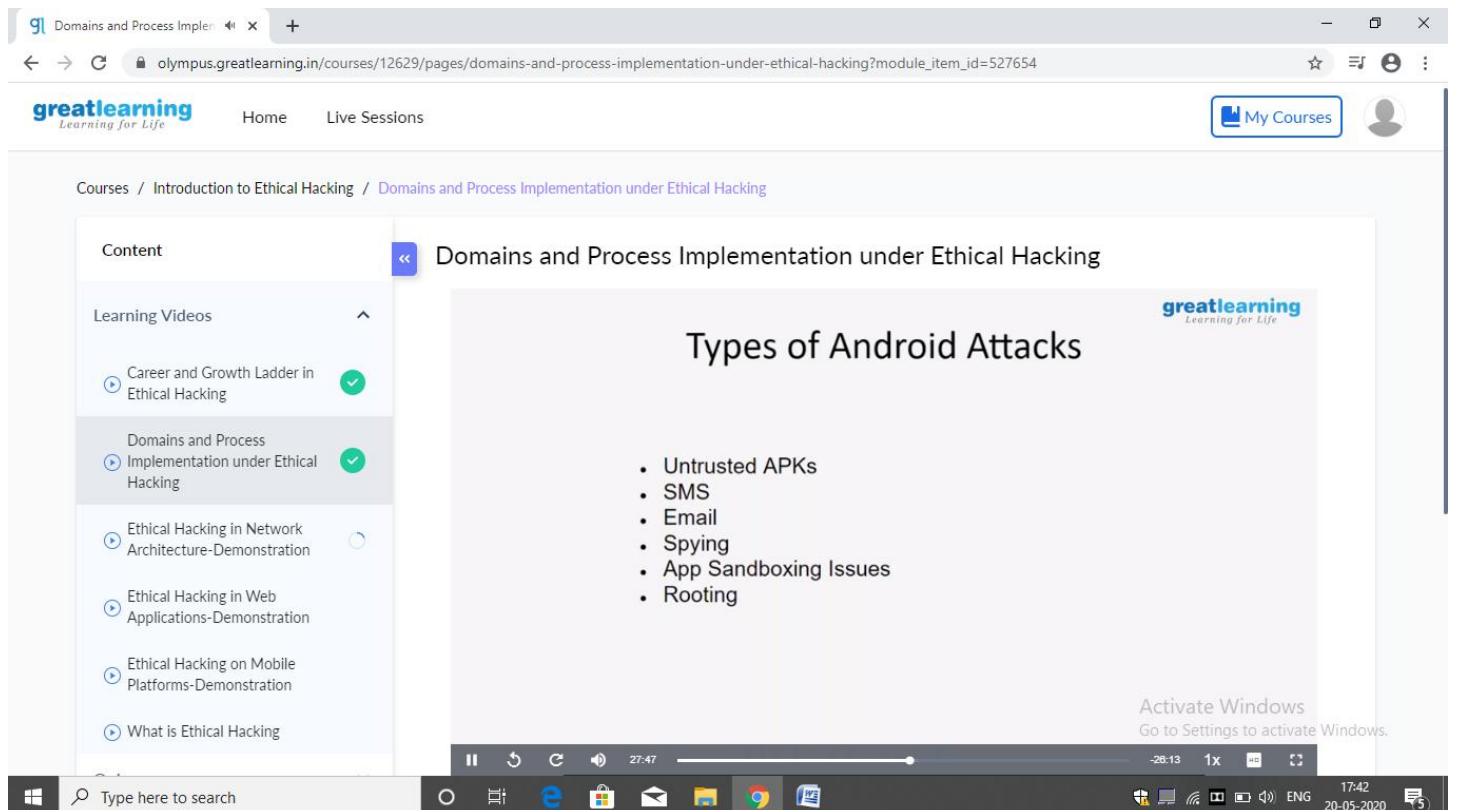 Domains and Process Implen
olympus.greatlearning.in/courses/12629/pages/domains-and-process-implementation-under-ethical-hacking?module_item_id=527654
greatlearning
Learning for Life
Home
Live Sessions
My Courses
Courses / Introduction to Ethical Hacking / Domains and Process Implementation under Ethical Hacking
Content
Learning Videos
Career and Growth Ladder in
Ethical Hacking
Domains and Process
Implementation under Ethical
Hacking
Ethical Hacking in Network
Architecture-Demonstration
Ethical Hacking in Web
Applications-Demonstration
Ethical Hacking on Mobile
Platforms-Demonstration
What is Ethical Hacking
Domains and Process Implementation under Ethical Hacking
greatlearning
Learning for Life
Types of Android Attacks
• Untrusted APKs
• SMS
• Email
• Spying
• App Sandboxing Issues
• Rooting
Activate Windows
Go to Settings to activate Windows.
27:47
-26:13
1x
HD
Type here to search
ENG
17:42
20-05-2020
5